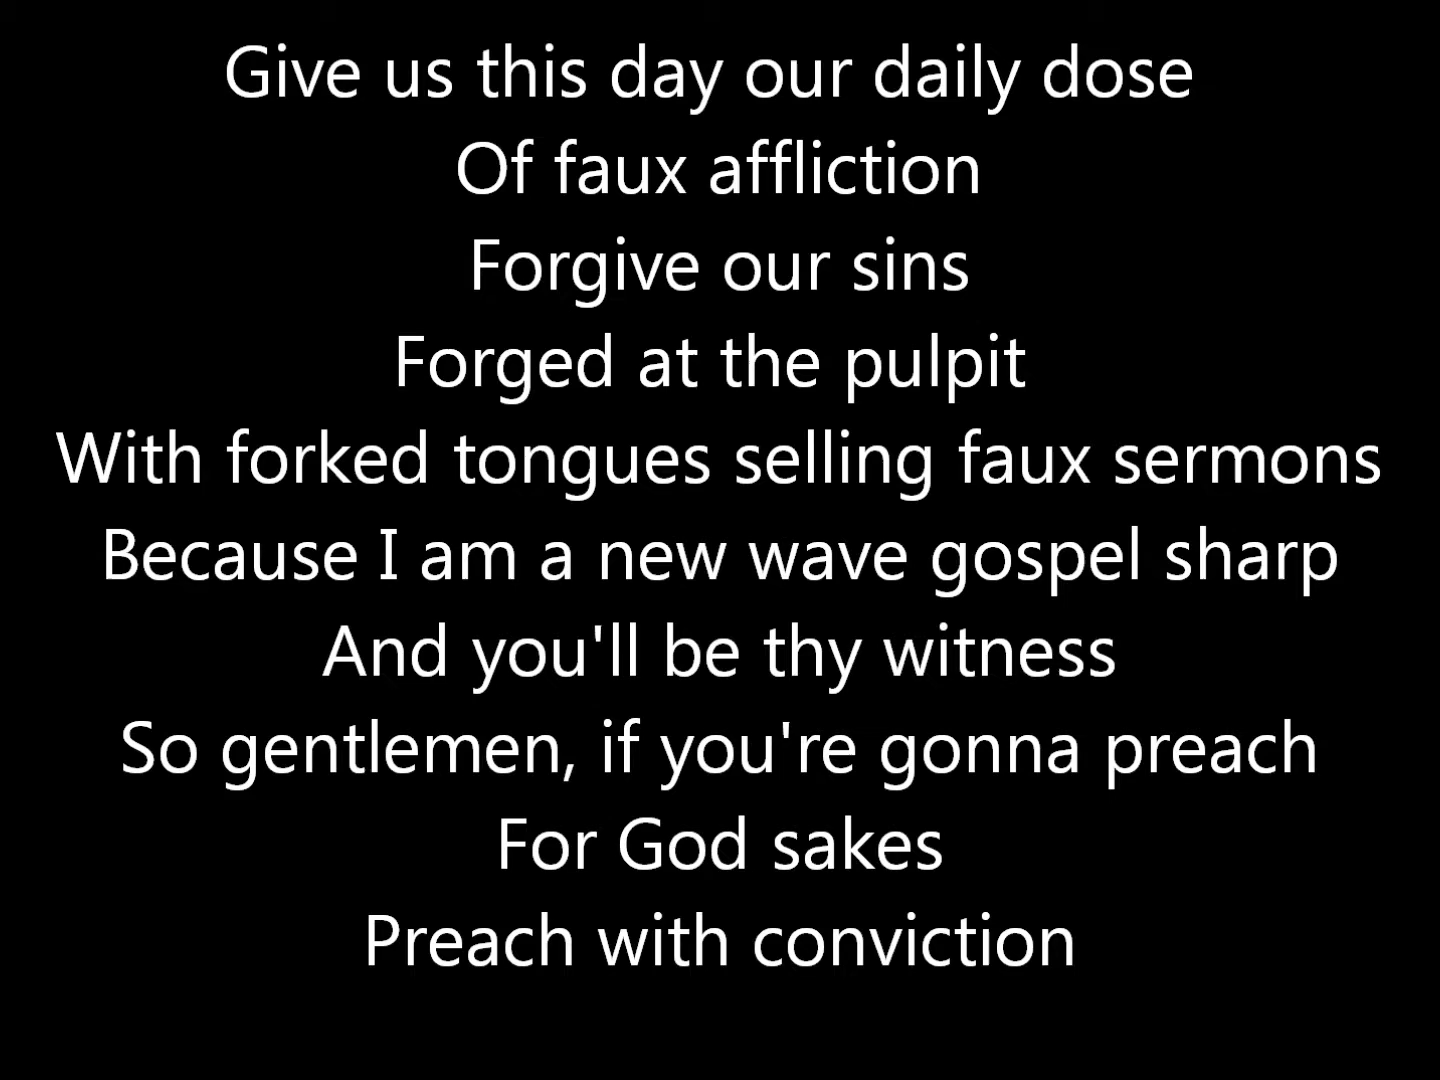 Give us this day our daily dose
Of faux affliction
Forgive our sins
Forged at the pulpit
With forked tongues selling faux sermons
Because I am a new wave gospel sharp
And you'll be thy witness
So gentlemen, if you're gonna preach
For God sakes
Preach with conviction